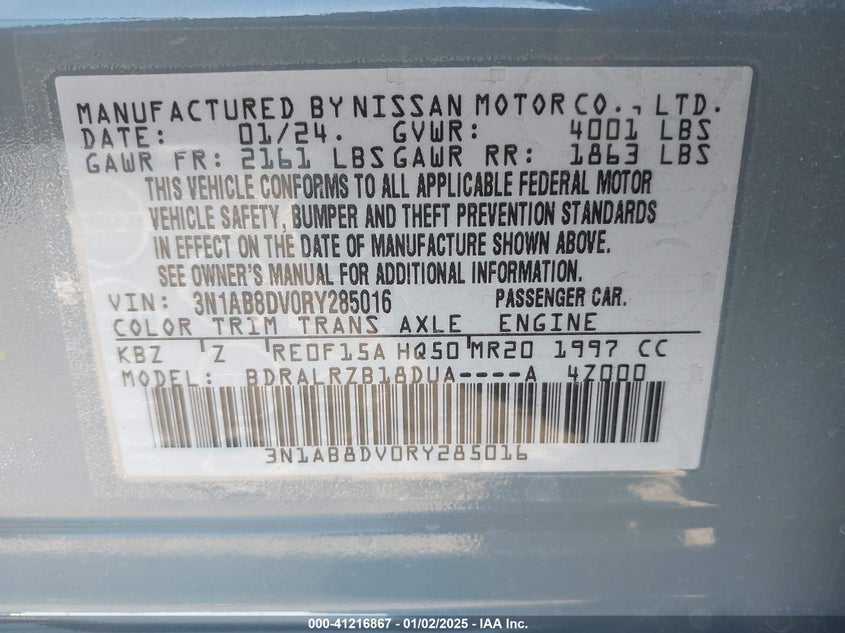 MANUFACTURED BY NISSAN MOTOR CO., LTD.
DATE: 01/24. GVWR: 4001 LBS
GAWR FR: 2161 LBS GAWR RR: 1863 LBS
THIS VEHICLE CONFORMS TO ALL APPLICABLE FEDERAL MOTOR
VEHICLE SAFETY, BUMPER AND THEFT PREVENTION STANDARDS
IN EFFECT ON THE DATE OF MANUFACTURE SHOWN ABOVE.
SEE OWNER'S MANUAL FOR ADDITIONAL INFORMATION.
VIN: 3N1AB8DV0RY285016 PASSENGER CAR.
COLOR TRIM TRANS AXLE ENGINE
KBZ Z RE0F15A HQ50 MR20 1997 CC
MODEL: BDRALRZB18DUA----A 4Z000
3N1AB8DV0RY285016
000-41216867 - 01/02/2025 - IAA Inc.